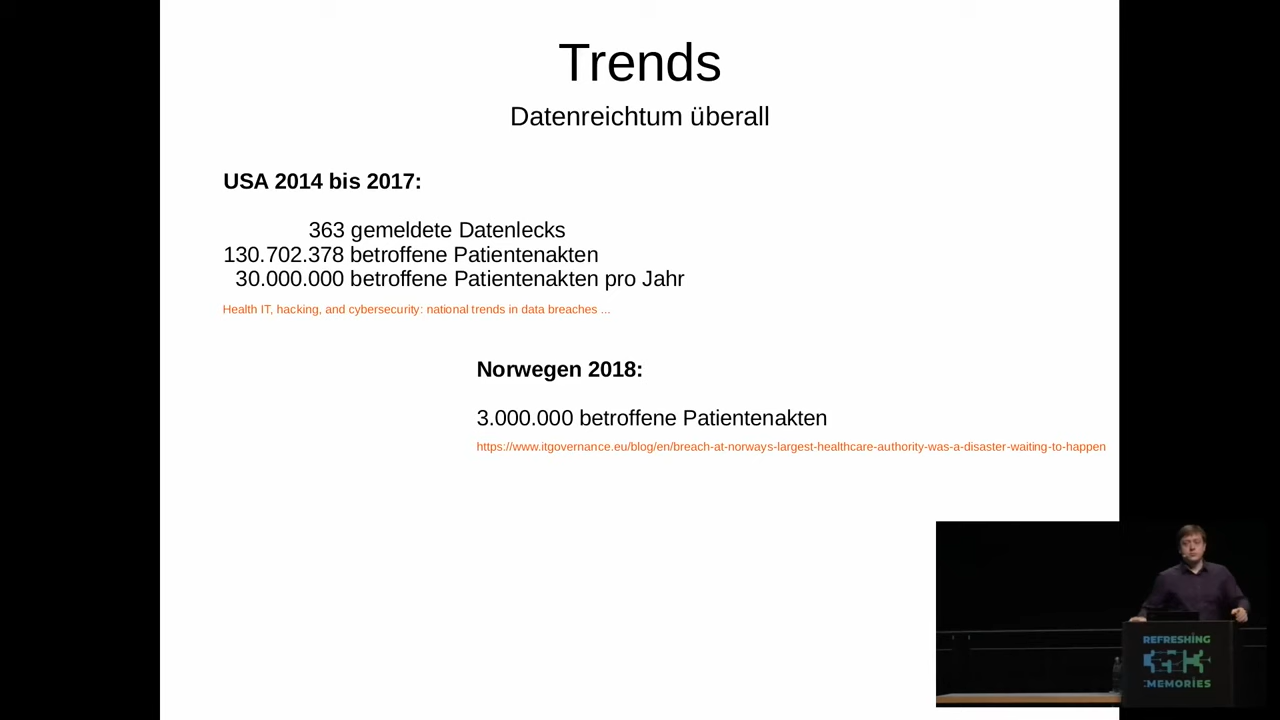 Trends
Datenreichtum überall
USA 2014 bis 2017:
363 gemeldete Datenlecks
130.702.378 betroffene Patientenakten
30.000.000 betroffene Patientenakten pro Jahr
Health IT, hacking, and cybersecurity: national trends in data breaches ...
Norwegen 2018:
3.000.000 betroffene Patientenakten
https://www.itgovernance.eu/blog/en/breach-at-norways-largest-healthcare-authority-was-a-disaster-waiting-to-happen
REFRESHING
:MEMORIES